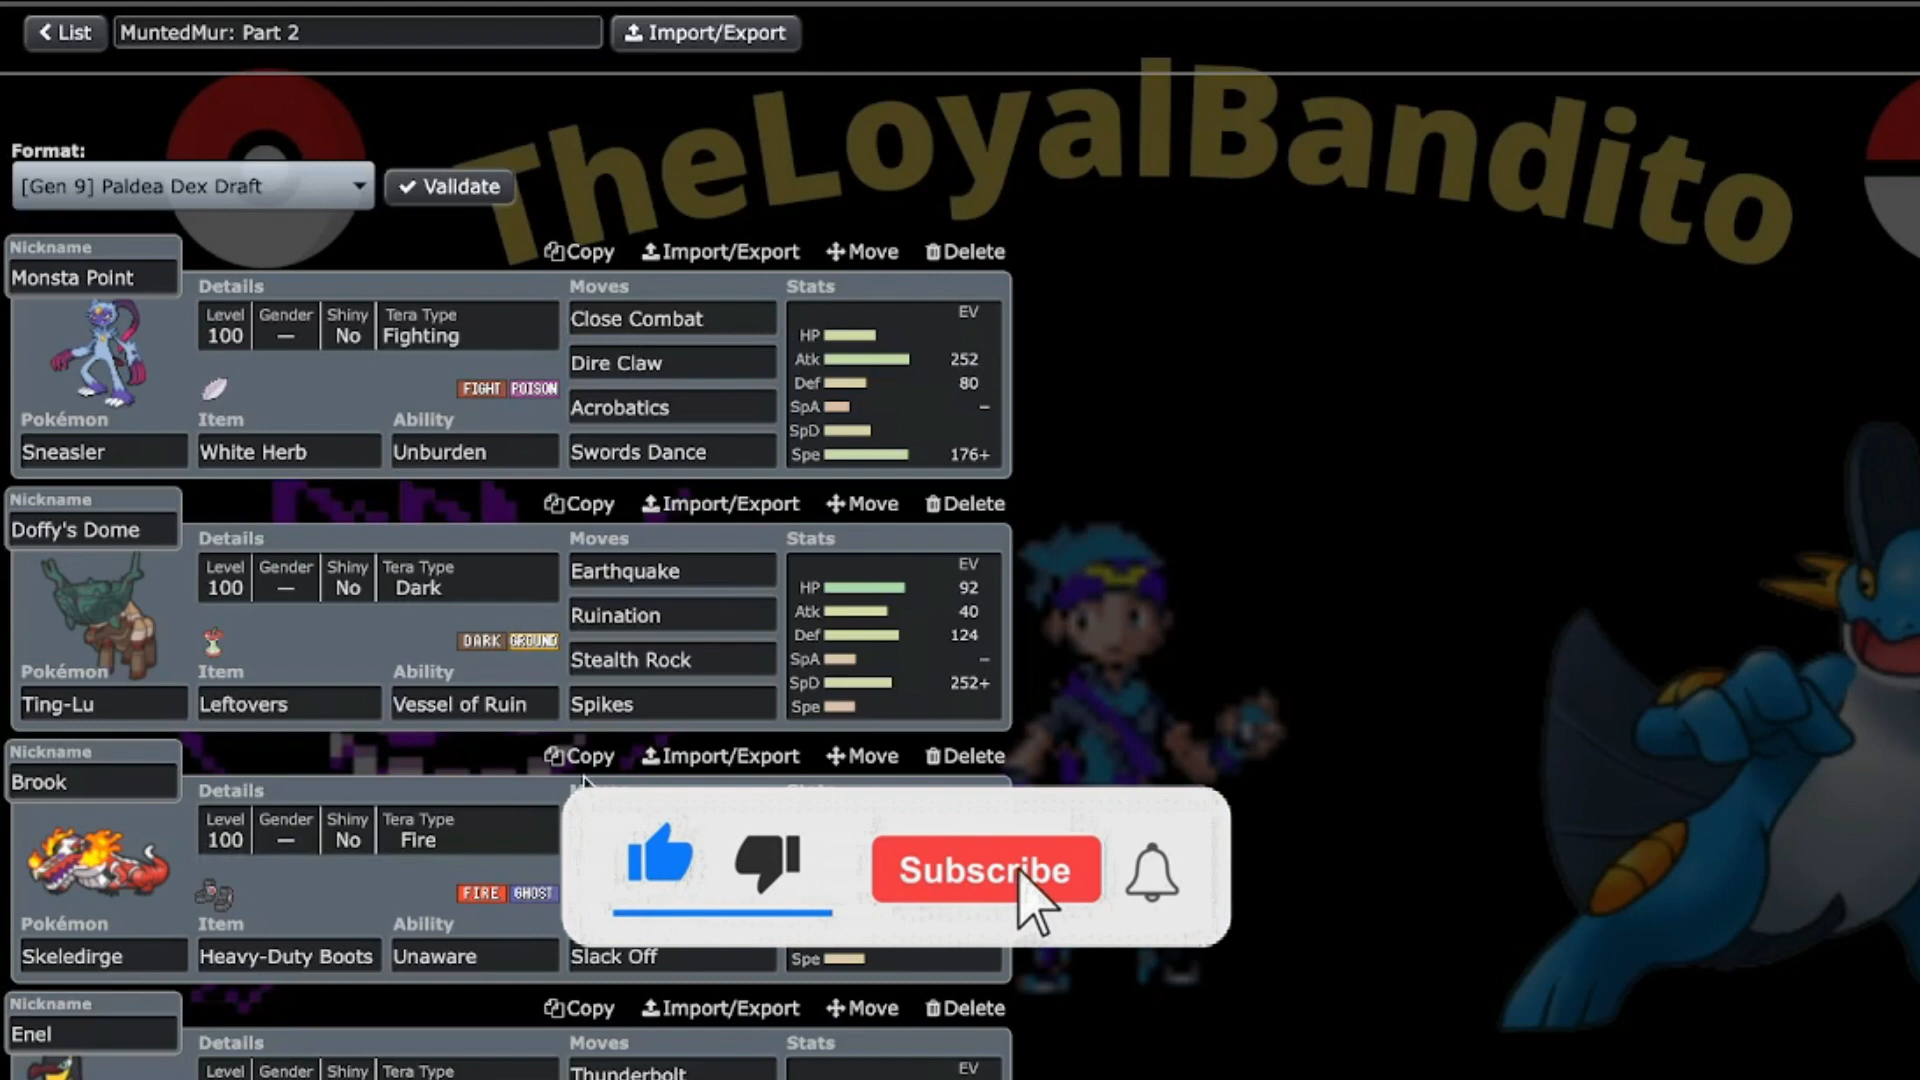 List
MuntedMur: Part 2
Import/Export
TheLoyalBandito
Format:
[Gen 9] Paldea Dex Draft
Validate
Nickname
Monsta Point
Copy Import/Export Move Delete
Details
Moves
Stats
Level Gender Shiny Tera Type
100 — No Fighting
FIGHT POISON
Pokémon Item Ability
Sneasler White Herb Unburden
Close Combat
Dire Claw
Acrobatics
Swords Dance
EV
HP
Atk 252
Def 80
SpA –
SpD
Spe 176+
Nickname
Doffy's Dome
Copy Import/Export Move Delete
Details
Moves
Stats
Level Gender Shiny Tera Type
100 — No Dark
DARK GROUND
Pokémon Item Ability
Ting-Lu Leftovers Vessel of Ruin
Earthquake
Ruination
Stealth Rock
Spikes
EV
HP 92
Atk 40
Def 124
SpA –
SpD 252+
Spe
Nickname
Brook
Copy Import/Export Move Delete
Details
Level Gender Shiny Tera Type
100 — No Fire
FIRE GHOST
Pokémon Item Ability
Skeledirge Heavy-Duty Boots Unaware
Subscribe
Slack Off
Spe
Nickname
Enel
Copy Import/Export Move Delete
Details
Moves
Stats
Level Gender Shiny Tera Type
Thunderbolt
EV